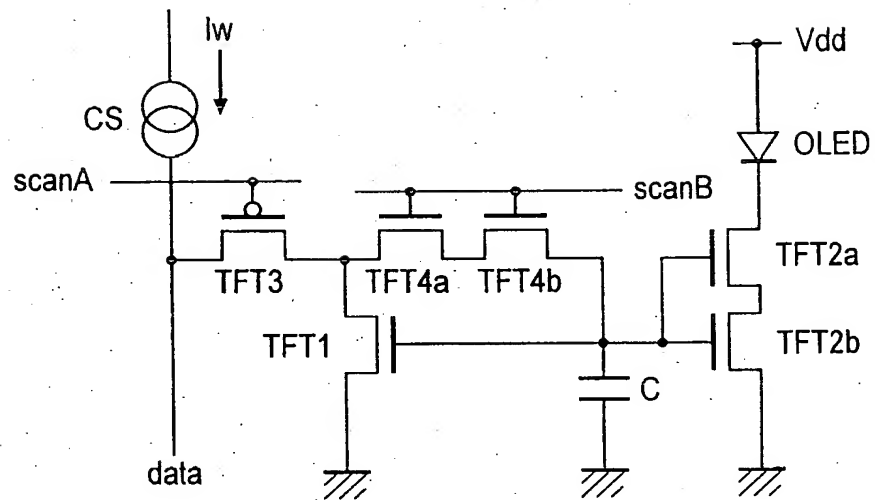 Iw
Vdd
CS
OLED
scanA
scanB
TFT3
TFT4a
TFT4b
TFT2a
TFT1
TFT2b
C
data